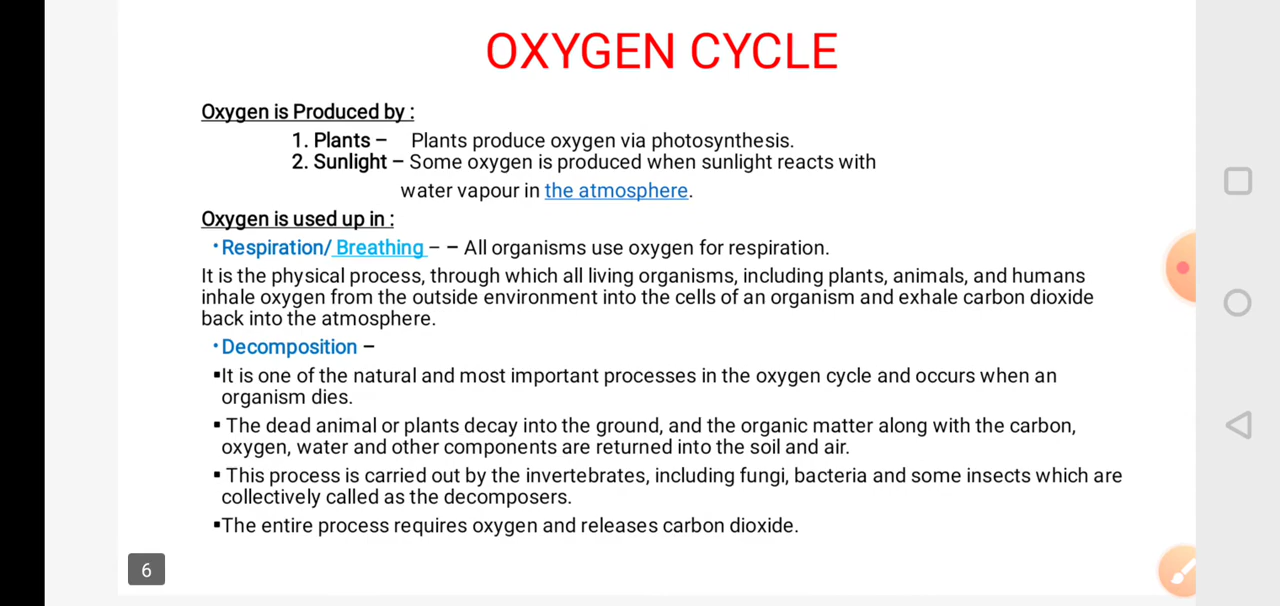 OXYGEN CYCLE
Oxygen is Produced by :
1. Plants – Plants produce oxygen via photosynthesis.
2. Sunlight – Some oxygen is produced when sunlight reacts with
water vapour in the atmosphere.
Oxygen is used up in :
• Respiration/ Breathing – – All organisms use oxygen for respiration.
It is the physical process, through which all living organisms, including plants, animals, and humans
inhale oxygen from the outside environment into the cells of an organism and exhale carbon dioxide
back into the atmosphere.
• Decomposition –
▪It is one of the natural and most important processes in the oxygen cycle and occurs when an
organism dies.
▪ The dead animal or plants decay into the ground, and the organic matter along with the carbon,
oxygen, water and other components are returned into the soil and air.
▪ This process is carried out by the invertebrates, including fungi, bacteria and some insects which are
collectively called as the decomposers.
▪The entire process requires oxygen and releases carbon dioxide.
6